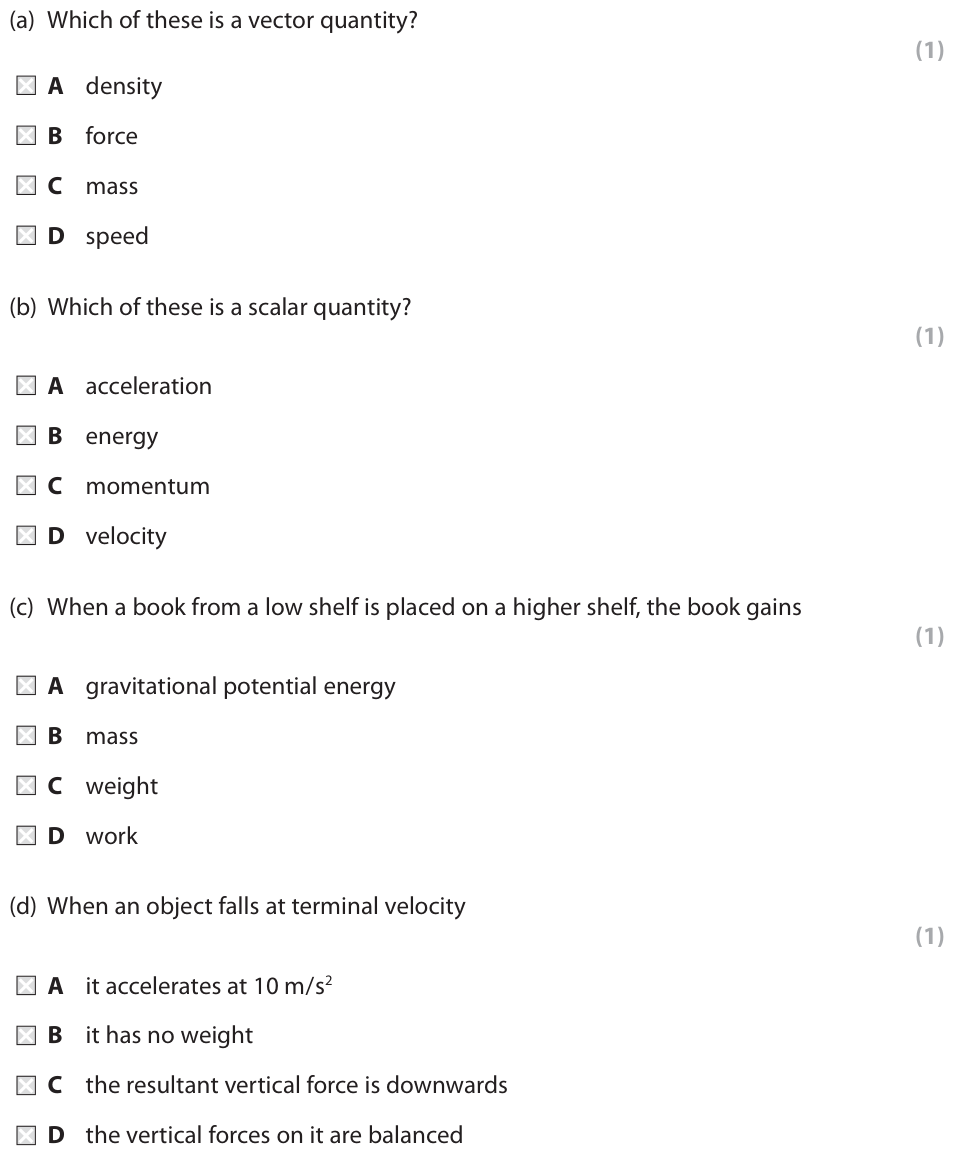 (a) Which of these is a vector quantity?
(1)
A density
B force
C mass
D speed
(b) Which of these is a scalar quantity?
(1)
A acceleration
B energy
C momentum
D velocity
(c) When a book from a low shelf is placed on a higher shelf, the book gains
(1)
A gravitational potential energy
B mass
C weight
D work
(d) When an object falls at terminal velocity
(1)
A it accelerates at 10 m/s²
B it has no weight
C the resultant vertical force is downwards
D the vertical forces on it are balanced